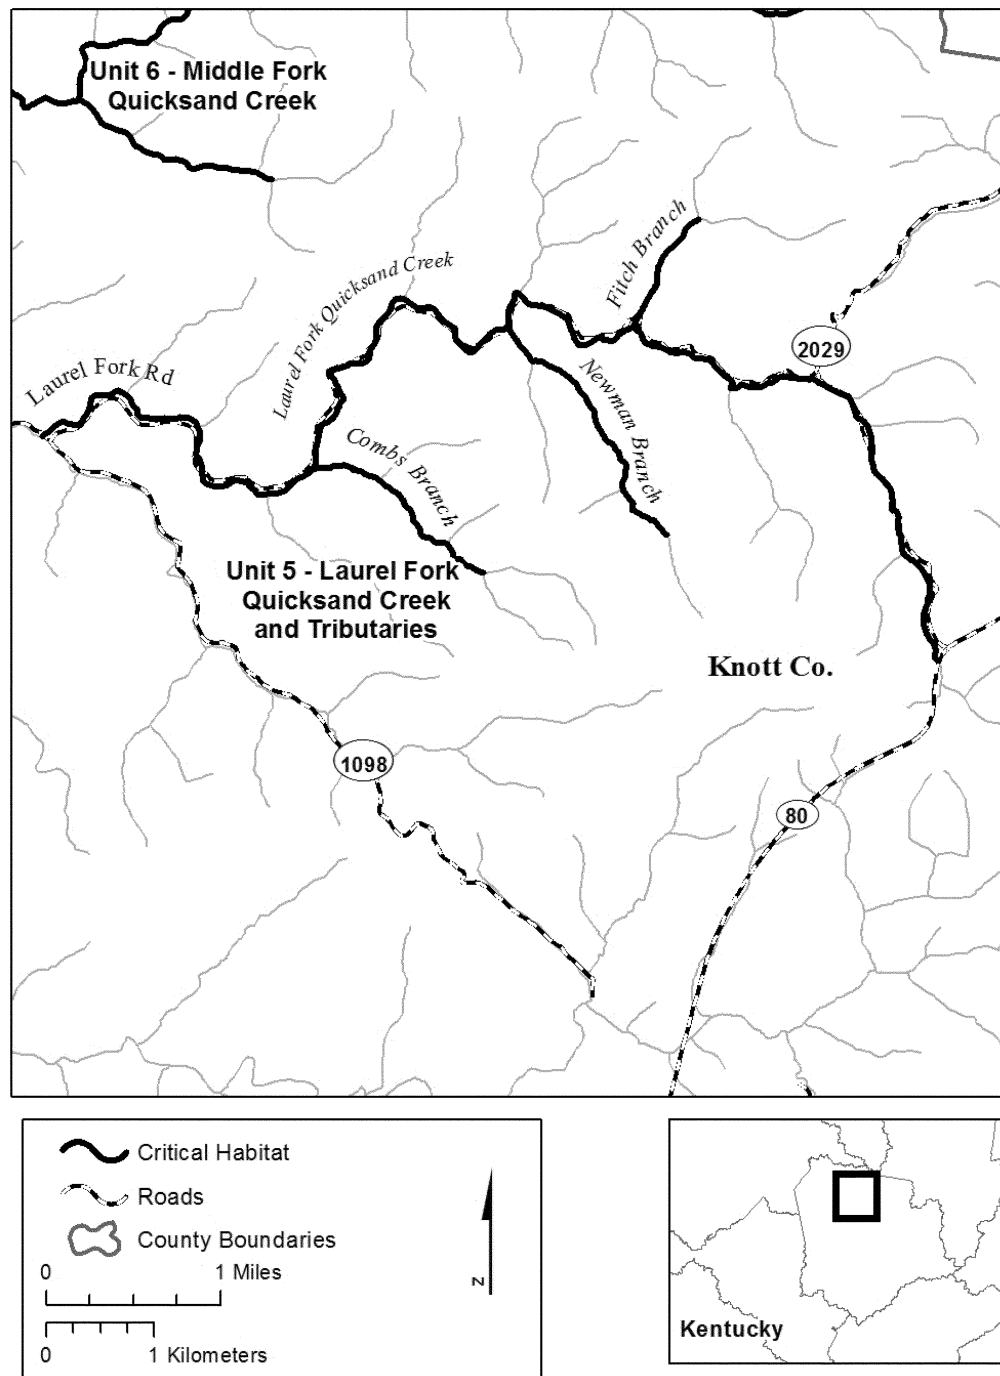 Unit 6 - Middle Fork
Quicksand Creek
Fitch Branch
Laurel Fork Quicksand Creek
2029
Laurel Fork Rd
Newman Branch
Combs Branch
Unit 5 - Laurel Fork
Quicksand Creek
and Tributaries
Knott Co.
1098
80
Critical Habitat
Roads
County Boundaries
0 1 Miles
0 1 Kilometers
N
Kentucky